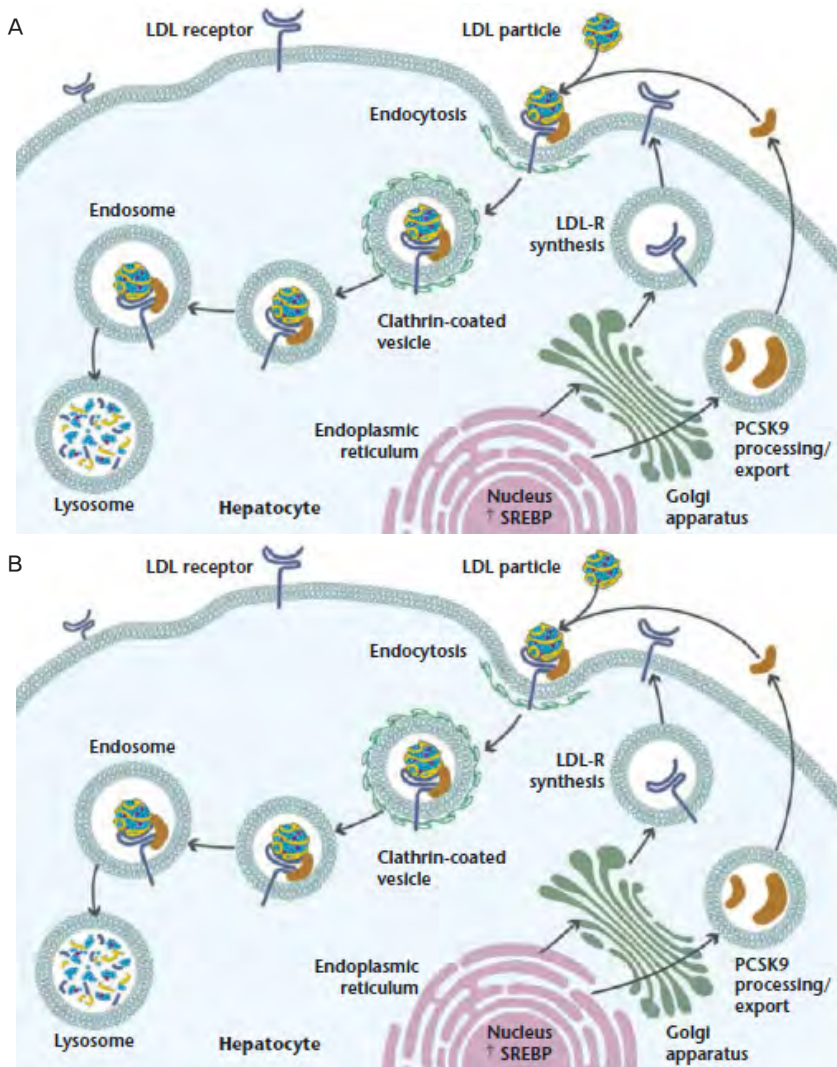 A
LDL receptor
LDL particle
Endocytosis
Endosome
LDL-R
synthesis
Clathrin-coated
vesicle
Endoplasmic
reticulum
PCSK9
processing/
export
Lysosome
Hepatocyte
Nucleus
↑ SREBP
Golgi
apparatus
B
LDL receptor
LDL particle
Endocytosis
Endosome
LDL-R
synthesis
Clathrin-coated
vesicle
Endoplasmic
reticulum
PCSK9
processing/
export
Lysosome
Hepatocyte
Nucleus
↑ SREBP
Golgi
apparatus